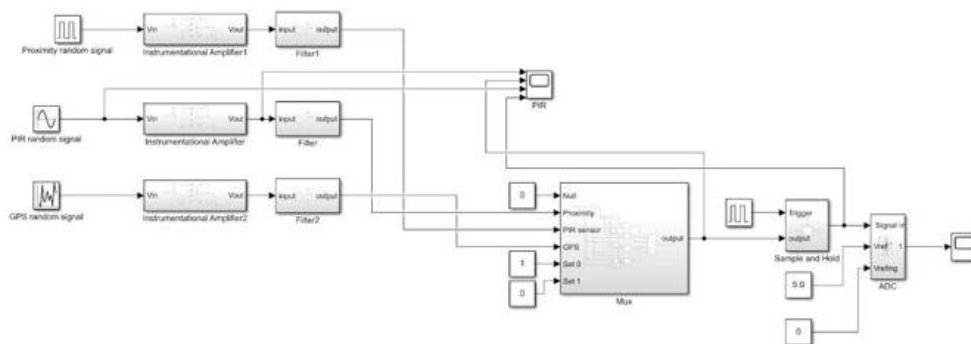 Vin Vout
Instrumentational Amplifier1
input output
Filter1
Proximity random signal
PIR
Vin Vout
Instrumentational Amplifier
input output
Filter
PIR random signal
Vin Vout
Instrumentational Amplifier2
input output
Filter2
GPS random signal
0
1
0
Null
Proximity
PIR sensor
GPS
Set 0
Set 1
output
Mux
Trigger
output
Sample and Hold
5.0
0
Signal in
Vref 1
ADC